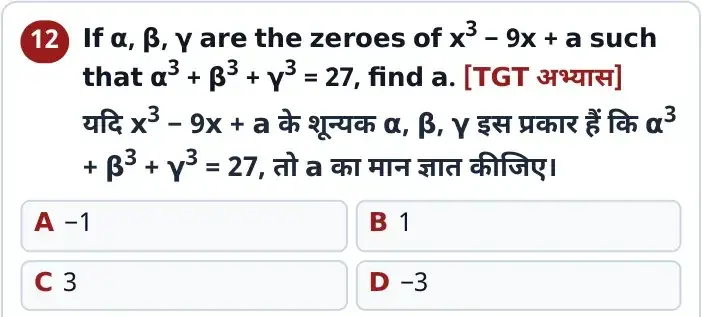 12 If α, β, γ are the zeroes of x³ – 9x + a such
that α³ + β³ + γ³ = 27, find a. [TGT अभ्यास]
यदि x³ – 9x + a के शून्यक α, β, γ इस प्रकार हैं कि α³
+ β³ + γ³ = 27, तो a का मान ज्ञात कीजिए।
A −1 B 1
C 3 D −3